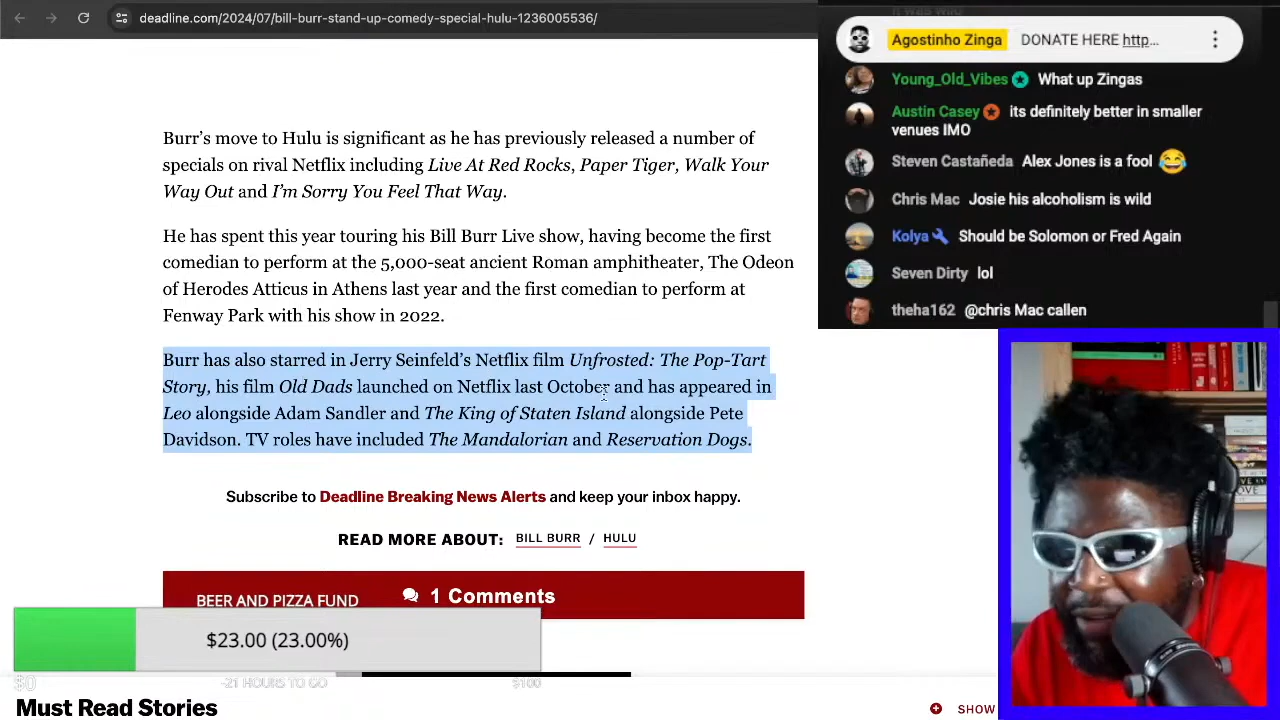 deadline.com/2024/07/bill-burr-stand-up-comedy-special-hulu-1236005536/
Burr’s move to Hulu is significant as he has previously released a number of
specials on rival Netflix including Live At Red Rocks, Paper Tiger, Walk Your
Way Out and I’m Sorry You Feel That Way.
He has spent this year touring his Bill Burr Live show, having become the first
comedian to perform at the 5,000-seat ancient Roman amphitheater, The Odeon
of Herodes Atticus in Athens last year and the first comedian to perform at
Fenway Park with his show in 2022.
Burr has also starred in Jerry Seinfeld’s Netflix film Unfrosted: The Pop-Tart
Story, his film Old Dads launched on Netflix last October and has appeared in
Leo alongside Adam Sandler and The King of Staten Island alongside Pete
Davidson. TV roles have included The Mandalorian and Reservation Dogs.
Subscribe to Deadline Breaking News Alerts and keep your inbox happy.
READ MORE ABOUT: BILL BURR / HULU
1 Comments
BEER AND PIZZA FUND
$23.00 (23.00%)
$0 -21 HOURS TO GO $100
Must Read Stories
SHOW
Agostinho Zinga DONATE HERE http...
Young_Old_Vibes What up Zingas
Austin Casey its definitely better in smaller
venues IMO
Steven Castañeda Alex Jones is a fool 😂
Chris Mac Josie his alcoholism is wild
Kolya Should be Solomon or Fred Again
Seven Dirty lol
theha162 @chris Mac callen